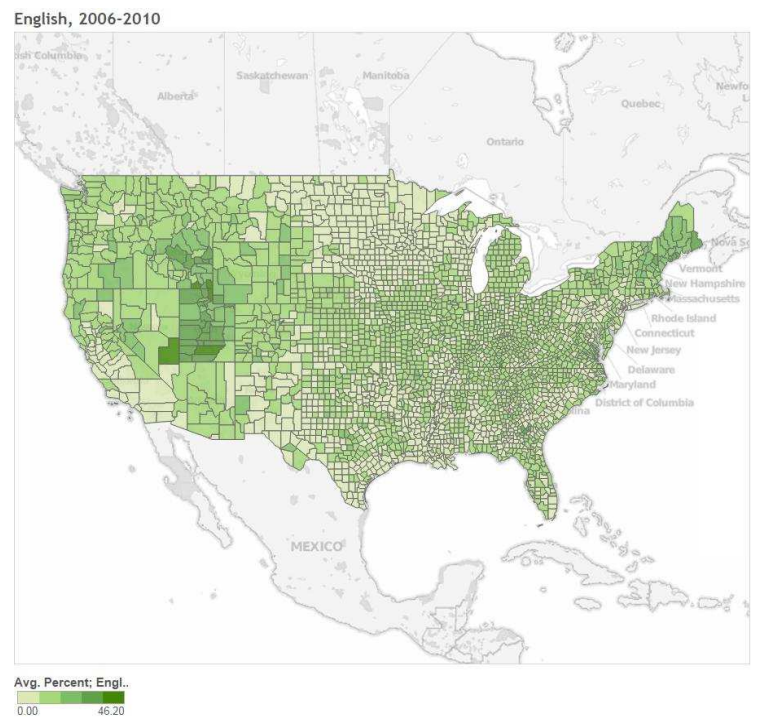 English, 2006-2010
ish Columbia
Alberta
Saskatchewan
Manitoba
Ontario
Quebec
Newfo
L
Nova Sc
Vermont
New Hampshire
Massachusetts
Rhode Island
Connecticut
New Jersey
Delaware
Maryland
District of Columbia
ina
MEXICO
Avg. Percent; Engl..
0.00 46.20